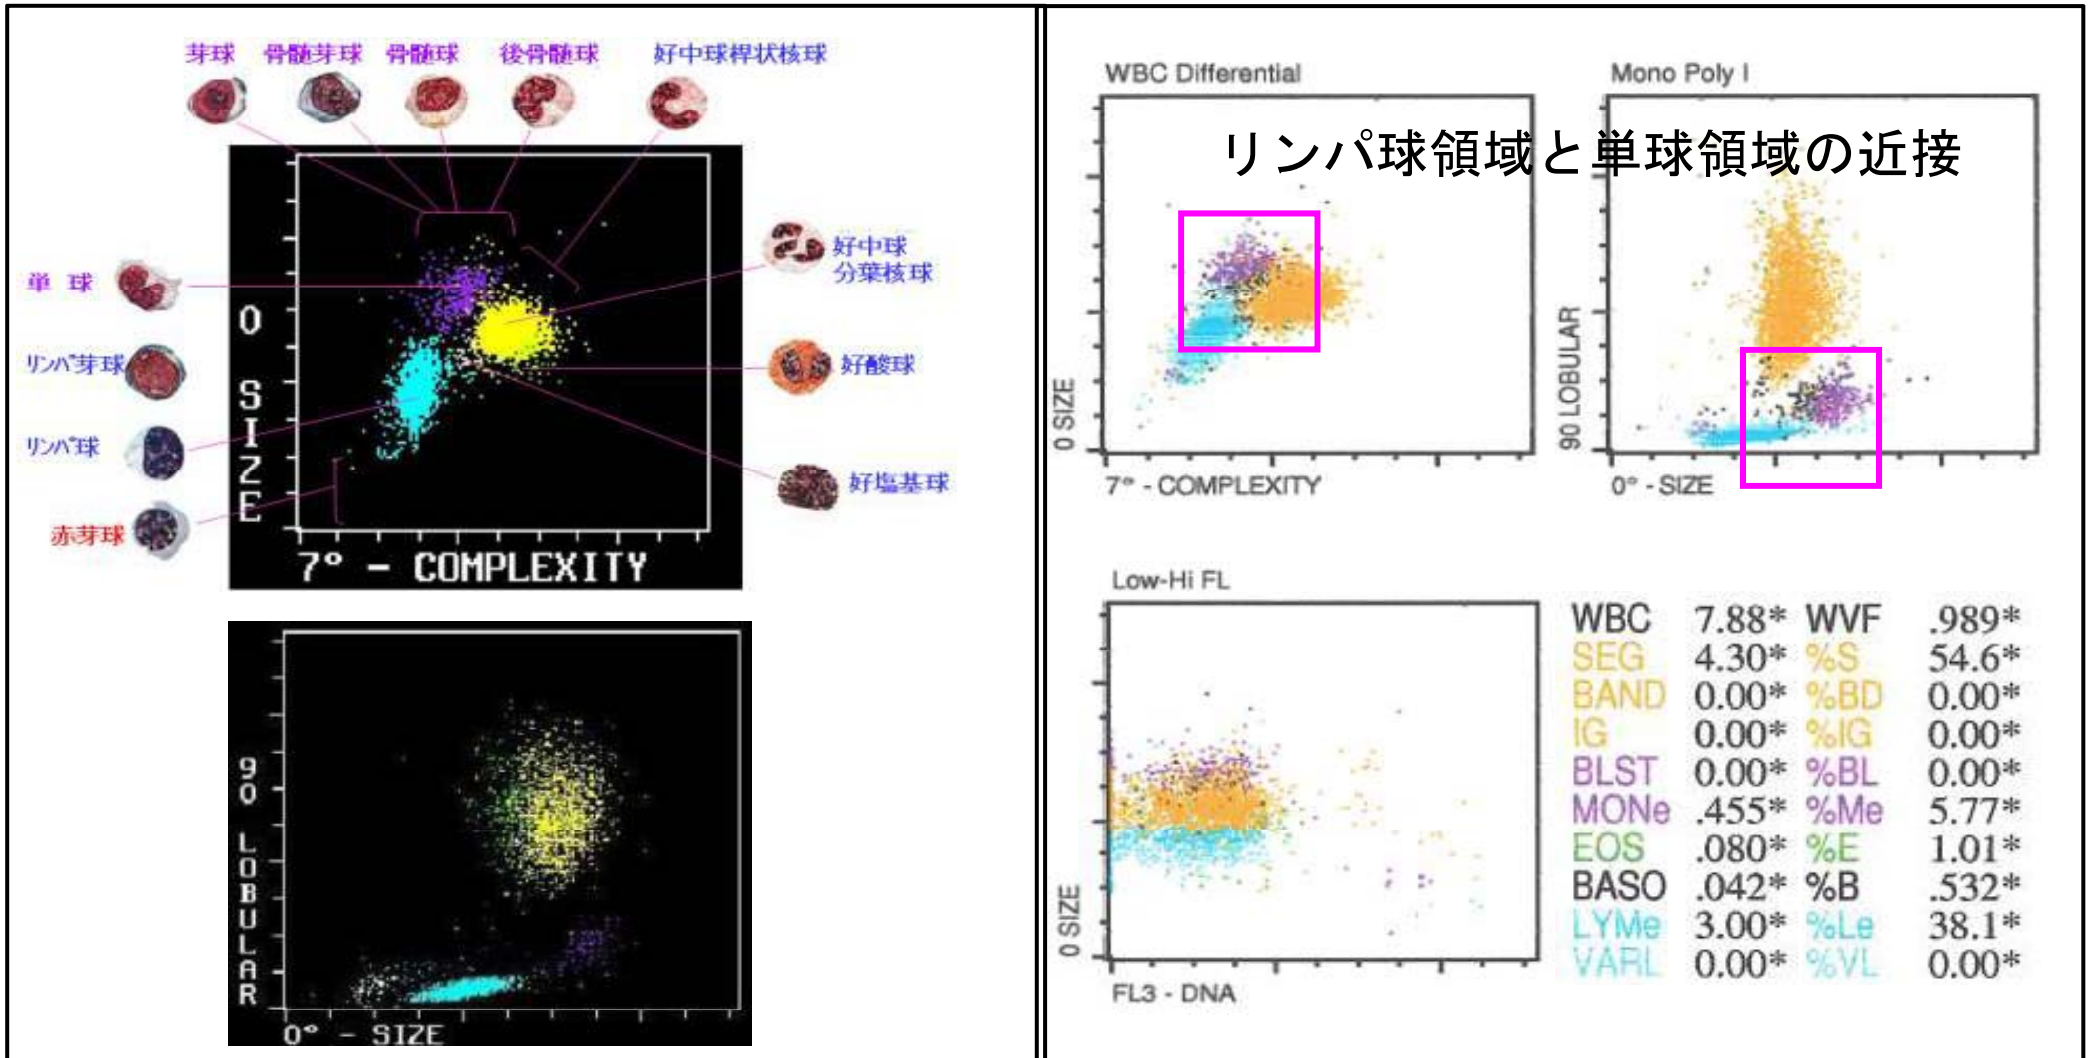 芽球 骨髄芽球 骨髄球 後骨髄球 好中球桿状核球
単 球
リンパ芽球
リンパ球
赤芽球
好中球
分葉核球
好酸球
好塩基球
0 SIZE
7° - COMPLEXITY
90 LOBULAR
0° - SIZE
リンパ球領域と単球領域の近接
WBC Differential
0 SIZE
7° - COMPLEXITY
Mono Poly I
90 LOBULAR
0° - SIZE
Low-Hi FL
0 SIZE
FL3 - DNA
WBC 7.88* WVF .989*
SEG 4.30* %S 54.6*
BAND 0.00* %BD 0.00*
IG 0.00* %IG 0.00*
BLST 0.00* %BL 0.00*
MONe .455* %Me 5.77*
EOS .080* %E 1.01*
BASO .042* %B .532*
LYMe 3.00* %Le 38.1*
VARL 0.00* %VL 0.00*